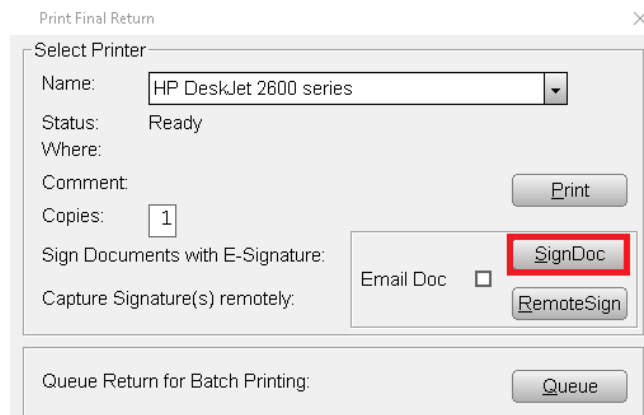 Print Final Return
Select Printer
Name: HP DeskJet 2600 series
Status: Ready
Where:
Comment:
Print
Copies: 1
Sign Documents with E-Signature: SignDoc
Email Doc
Capture Signature(s) remotely: RemoteSign
Queue Return for Batch Printing: Queue